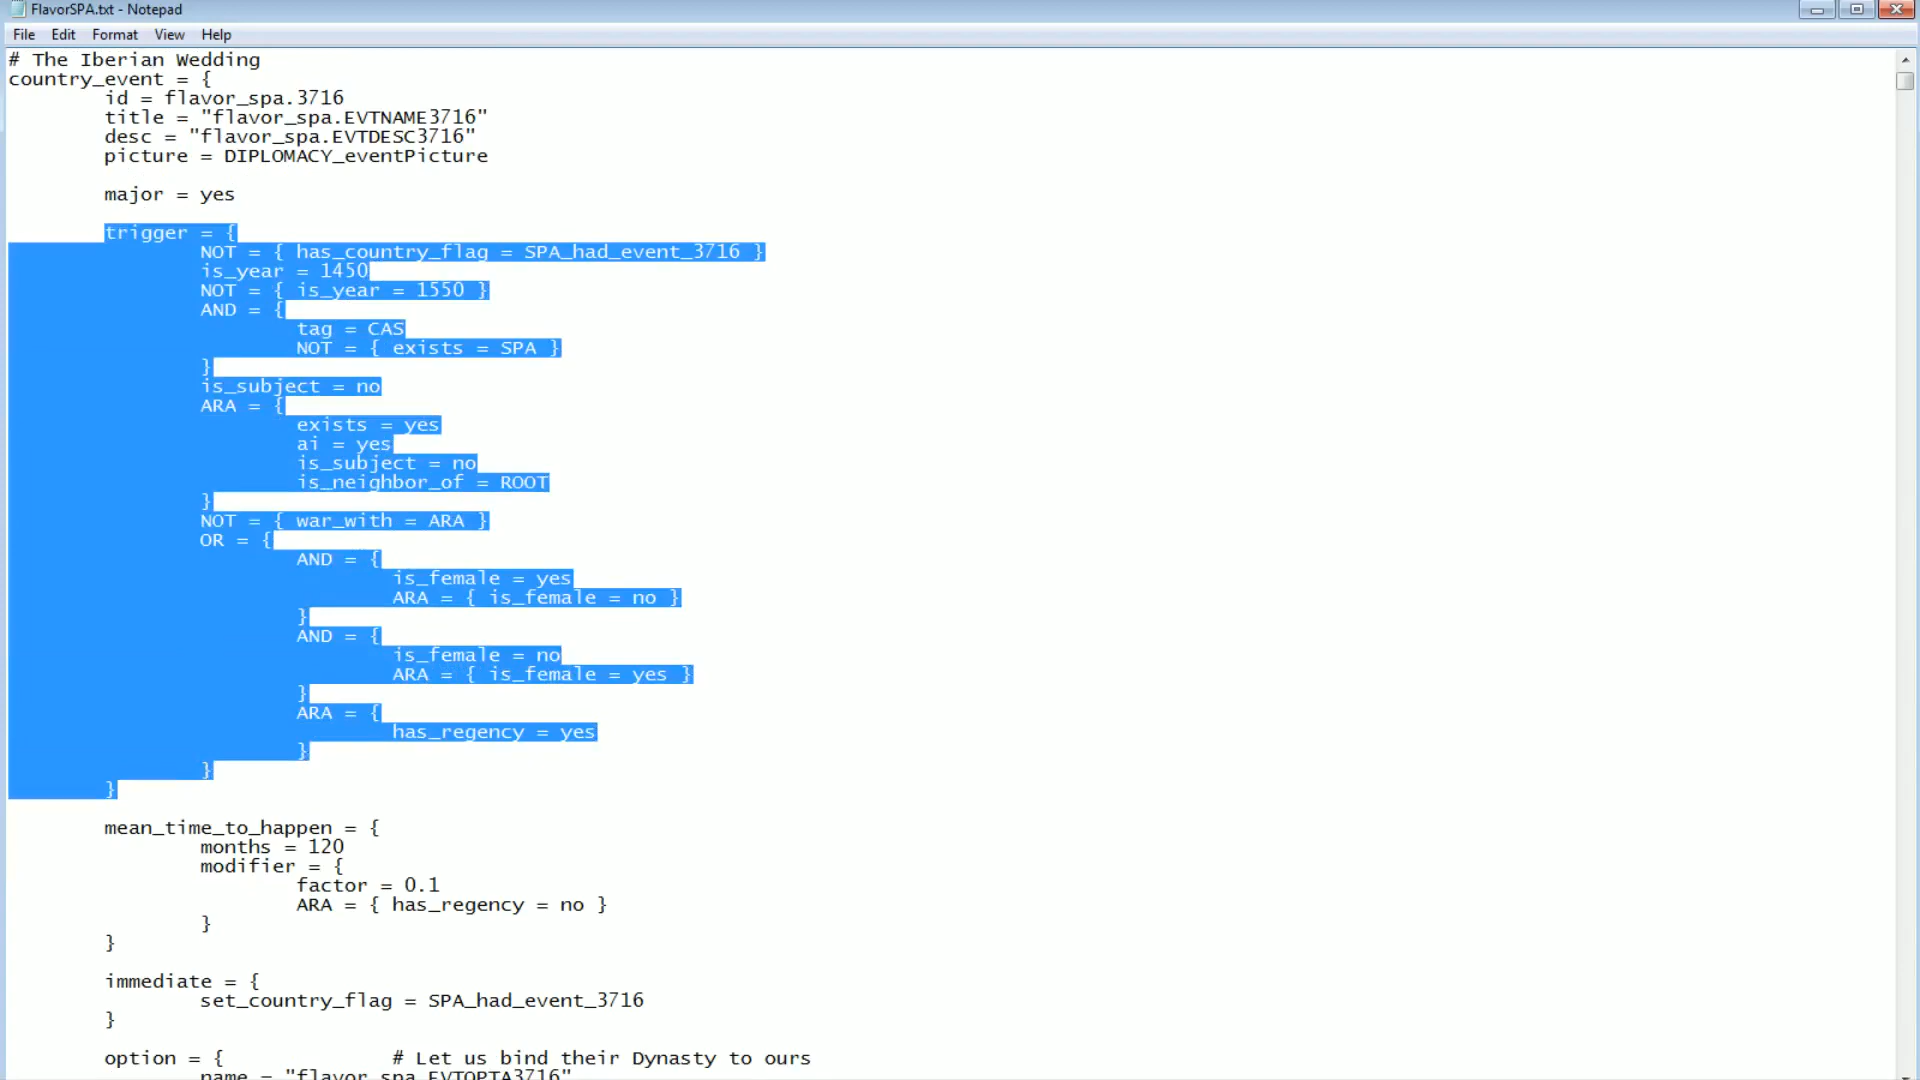 FlavorSPA.txt - Notepad
File Edit Format View Help
# The Iberian Wedding
country_event = {
id = flavor_spa.3716
title = "flavor_spa.EVTNAME3716"
desc = "flavor_spa.EVTDESC3716"
picture = DIPLOMACY_eventPicture
major = yes
trigger = {
NOT = { has_country_flag = SPA_had_event_3716 }
is_year = 1450
NOT = { is_year = 1550 }
AND = {
tag = CAS
NOT = { exists = SPA }
}
is_subject = no
ARA = {
exists = yes
ai = yes
is_subject = no
is_neighbor_of = ROOT
}
NOT = { war_with = ARA }
OR = {
AND = {
is_female = yes
ARA = { is_female = no }
}
AND = {
is_female = no
ARA = { is_female = yes }
}
ARA = {
has_regency = yes
}
}
}
mean_time_to_happen = {
months = 120
modifier = {
factor = 0.1
ARA = { has_regency = no }
}
}
immediate = {
set_country_flag = SPA_had_event_3716
}
option = { # Let us bind their Dynasty to ours
name = "flavor_spa.EVTOPTA3716"